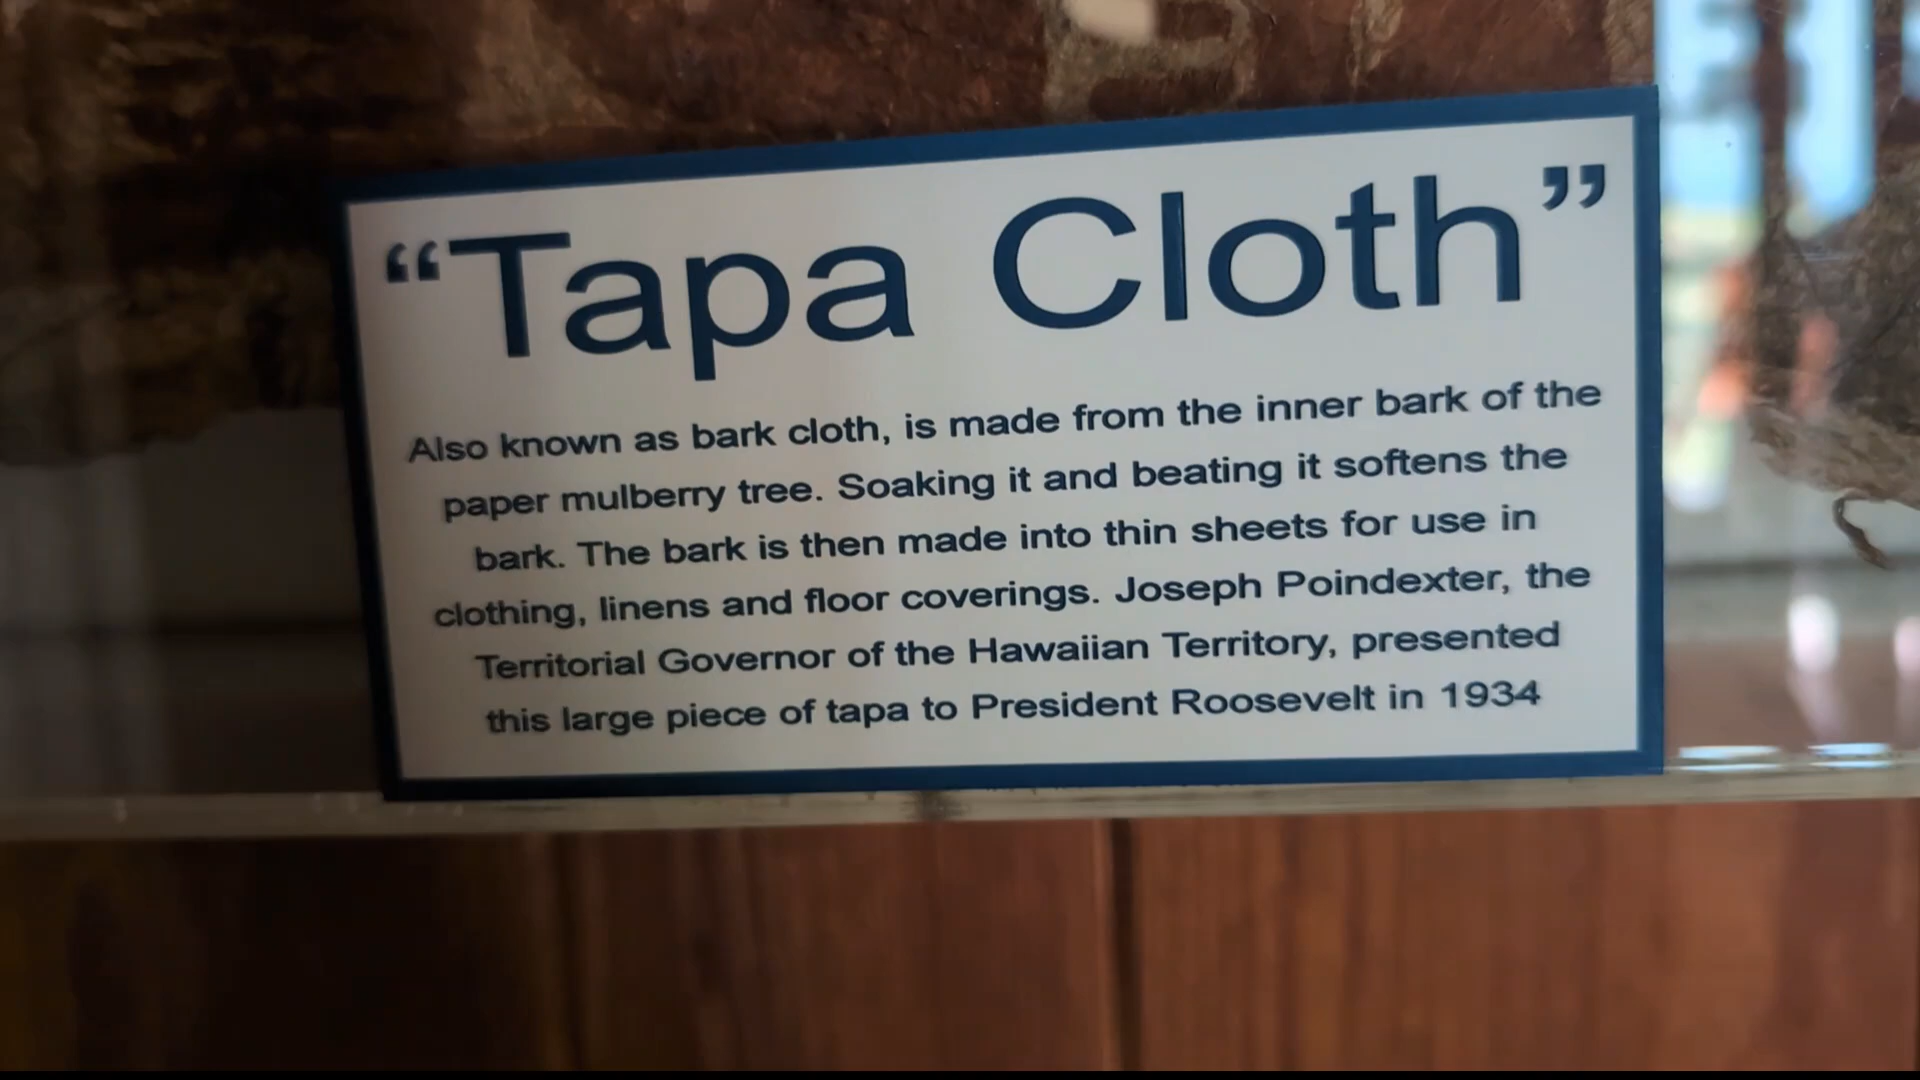 “Tapa Cloth”
Also known as bark cloth, is made from the inner bark of the
paper mulberry tree. Soaking it and beating it softens the
bark. The bark is then made into thin sheets for use in
clothing, linens and floor coverings. Joseph Poindexter, the
Territorial Governor of the Hawaiian Territory, presented
this large piece of tapa to President Roosevelt in 1934